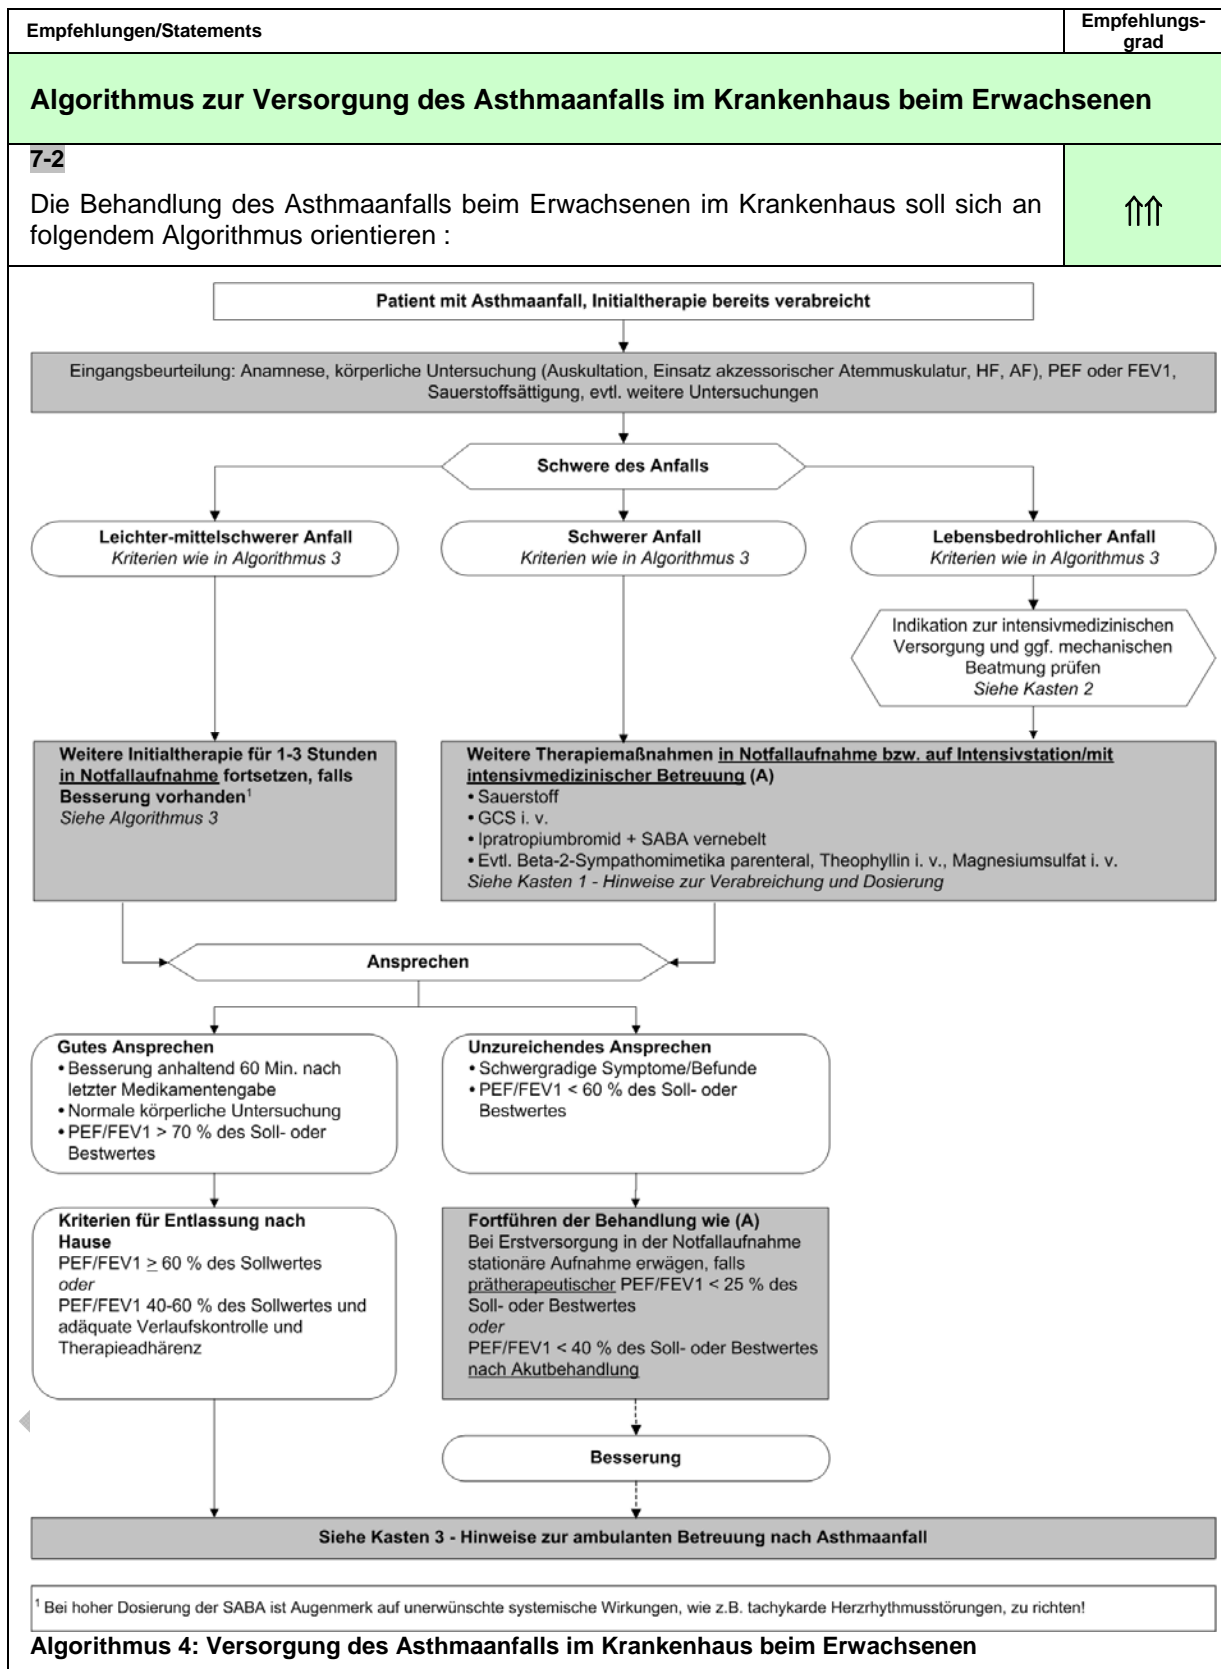 Empfehlungen/Statements
Empfehlungs-
grad
Algorithmus zur Versorgung des Asthmaanfalls im Krankenhaus beim Erwachsenen
7-2
Die Behandlung des Asthmaanfalls beim Erwachsenen im Krankenhaus soll sich an
folgendem Algorithmus orientieren :
⇑⇑
Patient mit Asthmaanfall, Initialtherapie bereits verabreicht
Eingangsbeurteilung: Anamnese, körperliche Untersuchung (Auskultation, Einsatz akzessorischer Atemmuskulatur, HF, AF), PEF oder FEV1,
Sauerstoffsättigung, evtl. weitere Untersuchungen
Schwere des Anfalls
Leichter-mittelschwerer Anfall
Kriterien wie in Algorithmus 3
Schwerer Anfall
Kriterien wie in Algorithmus 3
Lebensbedrohlicher Anfall
Kriterien wie in Algorithmus 3
Indikation zur intensivmedizinischen
Versorgung und ggf. mechanischen
Beatmung prüfen
Siehe Kasten 2
Weitere Initialtherapie für 1-3 Stunden
in Notfallaufnahme fortsetzen, falls
Besserung vorhanden¹
Siehe Algorithmus 3
Weitere Therapiemaßnahmen in Notfallaufnahme bzw. auf Intensivstation/mit
intensivmedizinischer Betreuung (A)
• Sauerstoff
• GCS i. v.
• Ipratropiumbromid + SABA vernebelt
• Evtl. Beta-2-Sympathomimetika parenteral, Theophyllin i. v., Magnesiumsulfat i. v.
Siehe Kasten 1 - Hinweise zur Verabreichung und Dosierung
Ansprechen
Gutes Ansprechen
• Besserung anhaltend 60 Min. nach
letzter Medikamentengabe
• Normale körperliche Untersuchung
• PEF/FEV1 > 70 % des Soll- oder
Bestwertes
Unzureichendes Ansprechen
• Schwergradige Symptome/Befunde
• PEF/FEV1 < 60 % des Soll- oder
Bestwertes
Kriterien für Entlassung nach
Hause
PEF/FEV1 ≥ 60 % des Sollwertes
oder
PEF/FEV1 40-60 % des Sollwertes und
adäquate Verlaufskontrolle und
Therapieadhärenz
Fortführen der Behandlung wie (A)
Bei Erstversorgung in der Notfallaufnahme
stationäre Aufnahme erwägen, falls
prätherapeutischer PEF/FEV1 < 25 % des
Soll- oder Bestwertes
oder
PEF/FEV1 < 40 % des Soll- oder Bestwertes
nach Akutbehandlung
Besserung
Siehe Kasten 3 - Hinweise zur ambulanten Betreuung nach Asthmaanfall
¹ Bei hoher Dosierung der SABA ist Augenmerk auf unerwünschte systemische Wirkungen, wie z.B. tachykarde Herzrhythmusstörungen, zu richten!
Algorithmus 4: Versorgung des Asthmaanfalls im Krankenhaus beim Erwachsenen